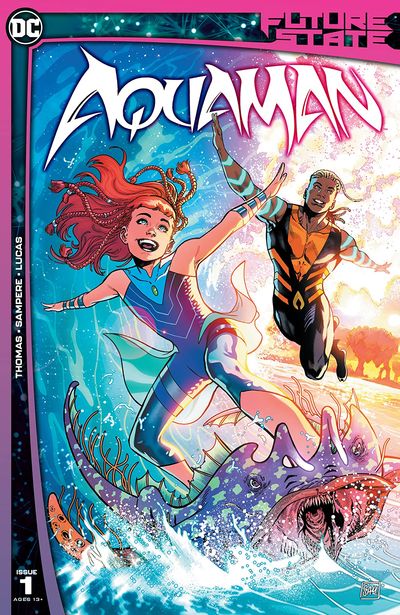 DC
FUTURE
STATE
AQUAMAN
THOMAS · SAMPERE · LUCAS
ISSUE
1
AGES 13+